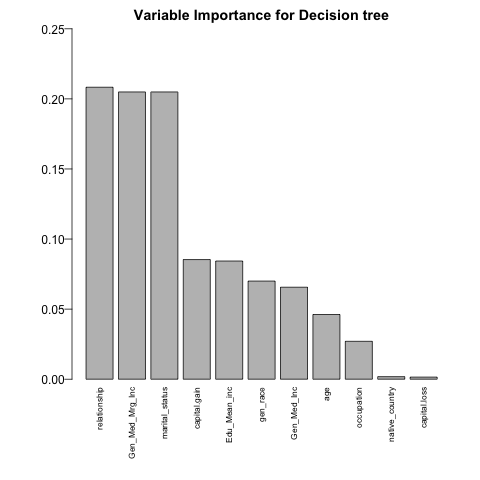 Variable Importance for Decision tree
0.25
0.20
0.15
0.10
0.05
0.00
relationship
Gen_Med_Mrg_Inc
marital_status
capital.gain
Edu_Mean_inc
gen_race
Gen_Med_Inc
age
occupation
native_country
capital.loss